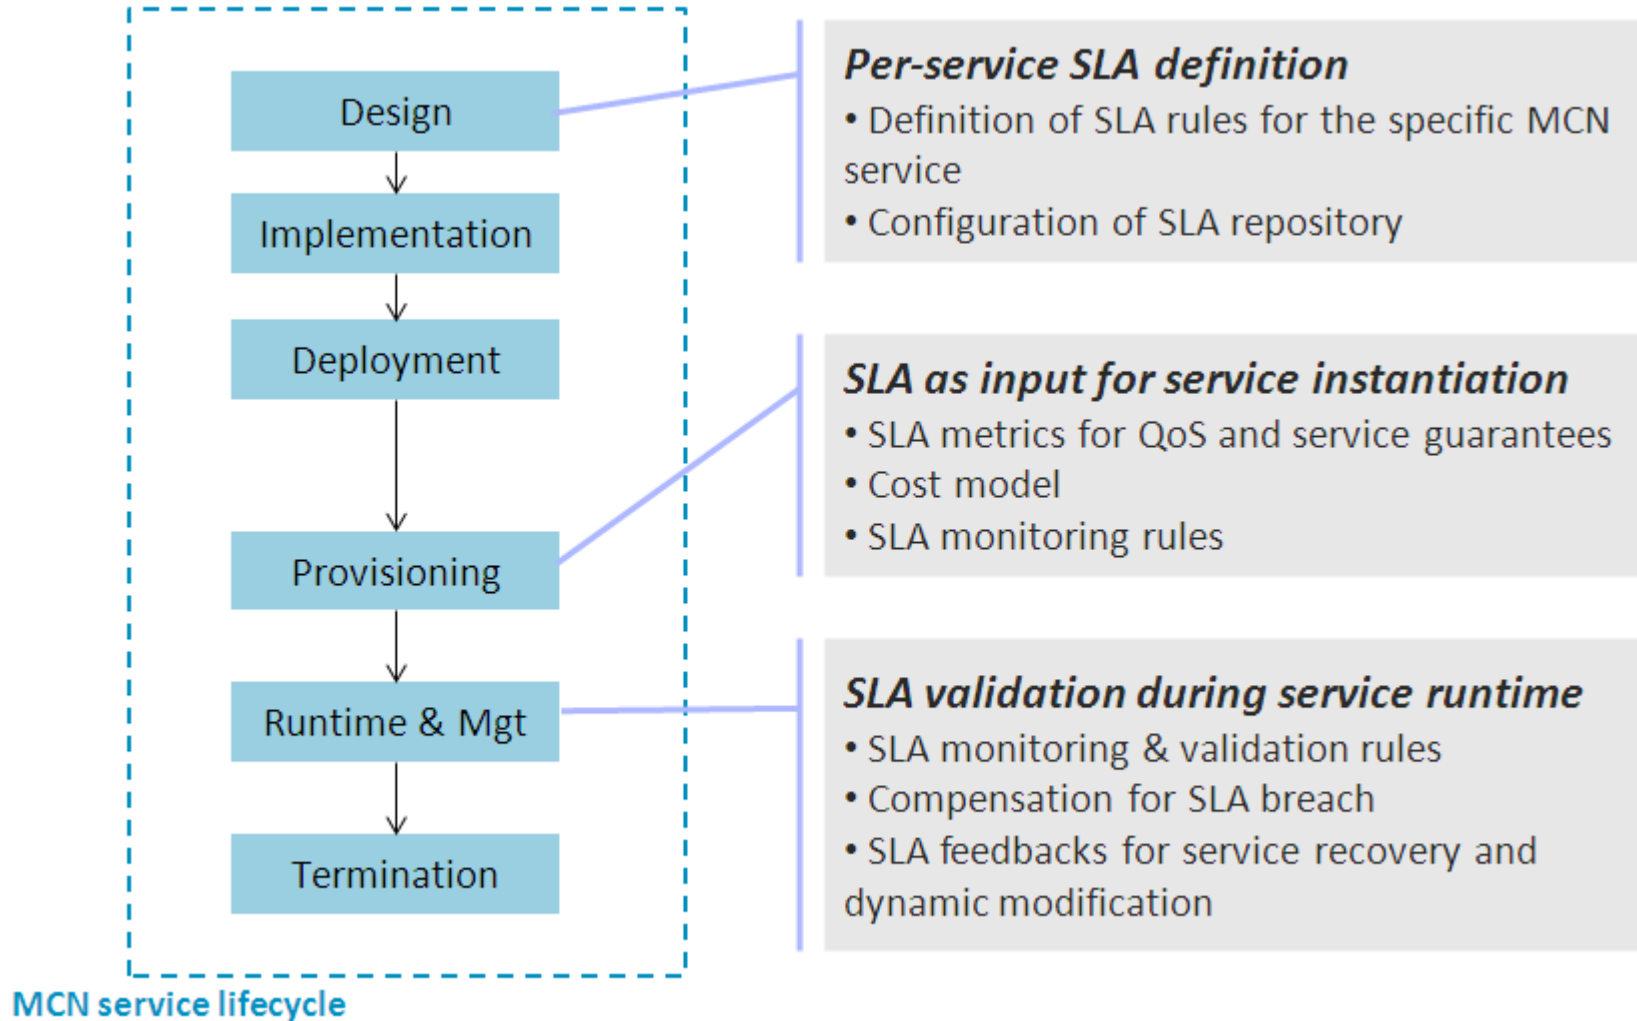 Design
Implementation
Deployment
Provisioning
Runtime & Mgt
Termination
MCN service lifecycle
Per-service SLA definition
• Definition of SLA rules for the specific MCN
service
• Configuration of SLA repository
SLA as input for service instantiation
• SLA metrics for QoS and service guarantees
• Cost model
• SLA monitoring rules
SLA validation during service runtime
• SLA monitoring & validation rules
• Compensation for SLA breach
• SLA feedbacks for service recovery and
dynamic modification